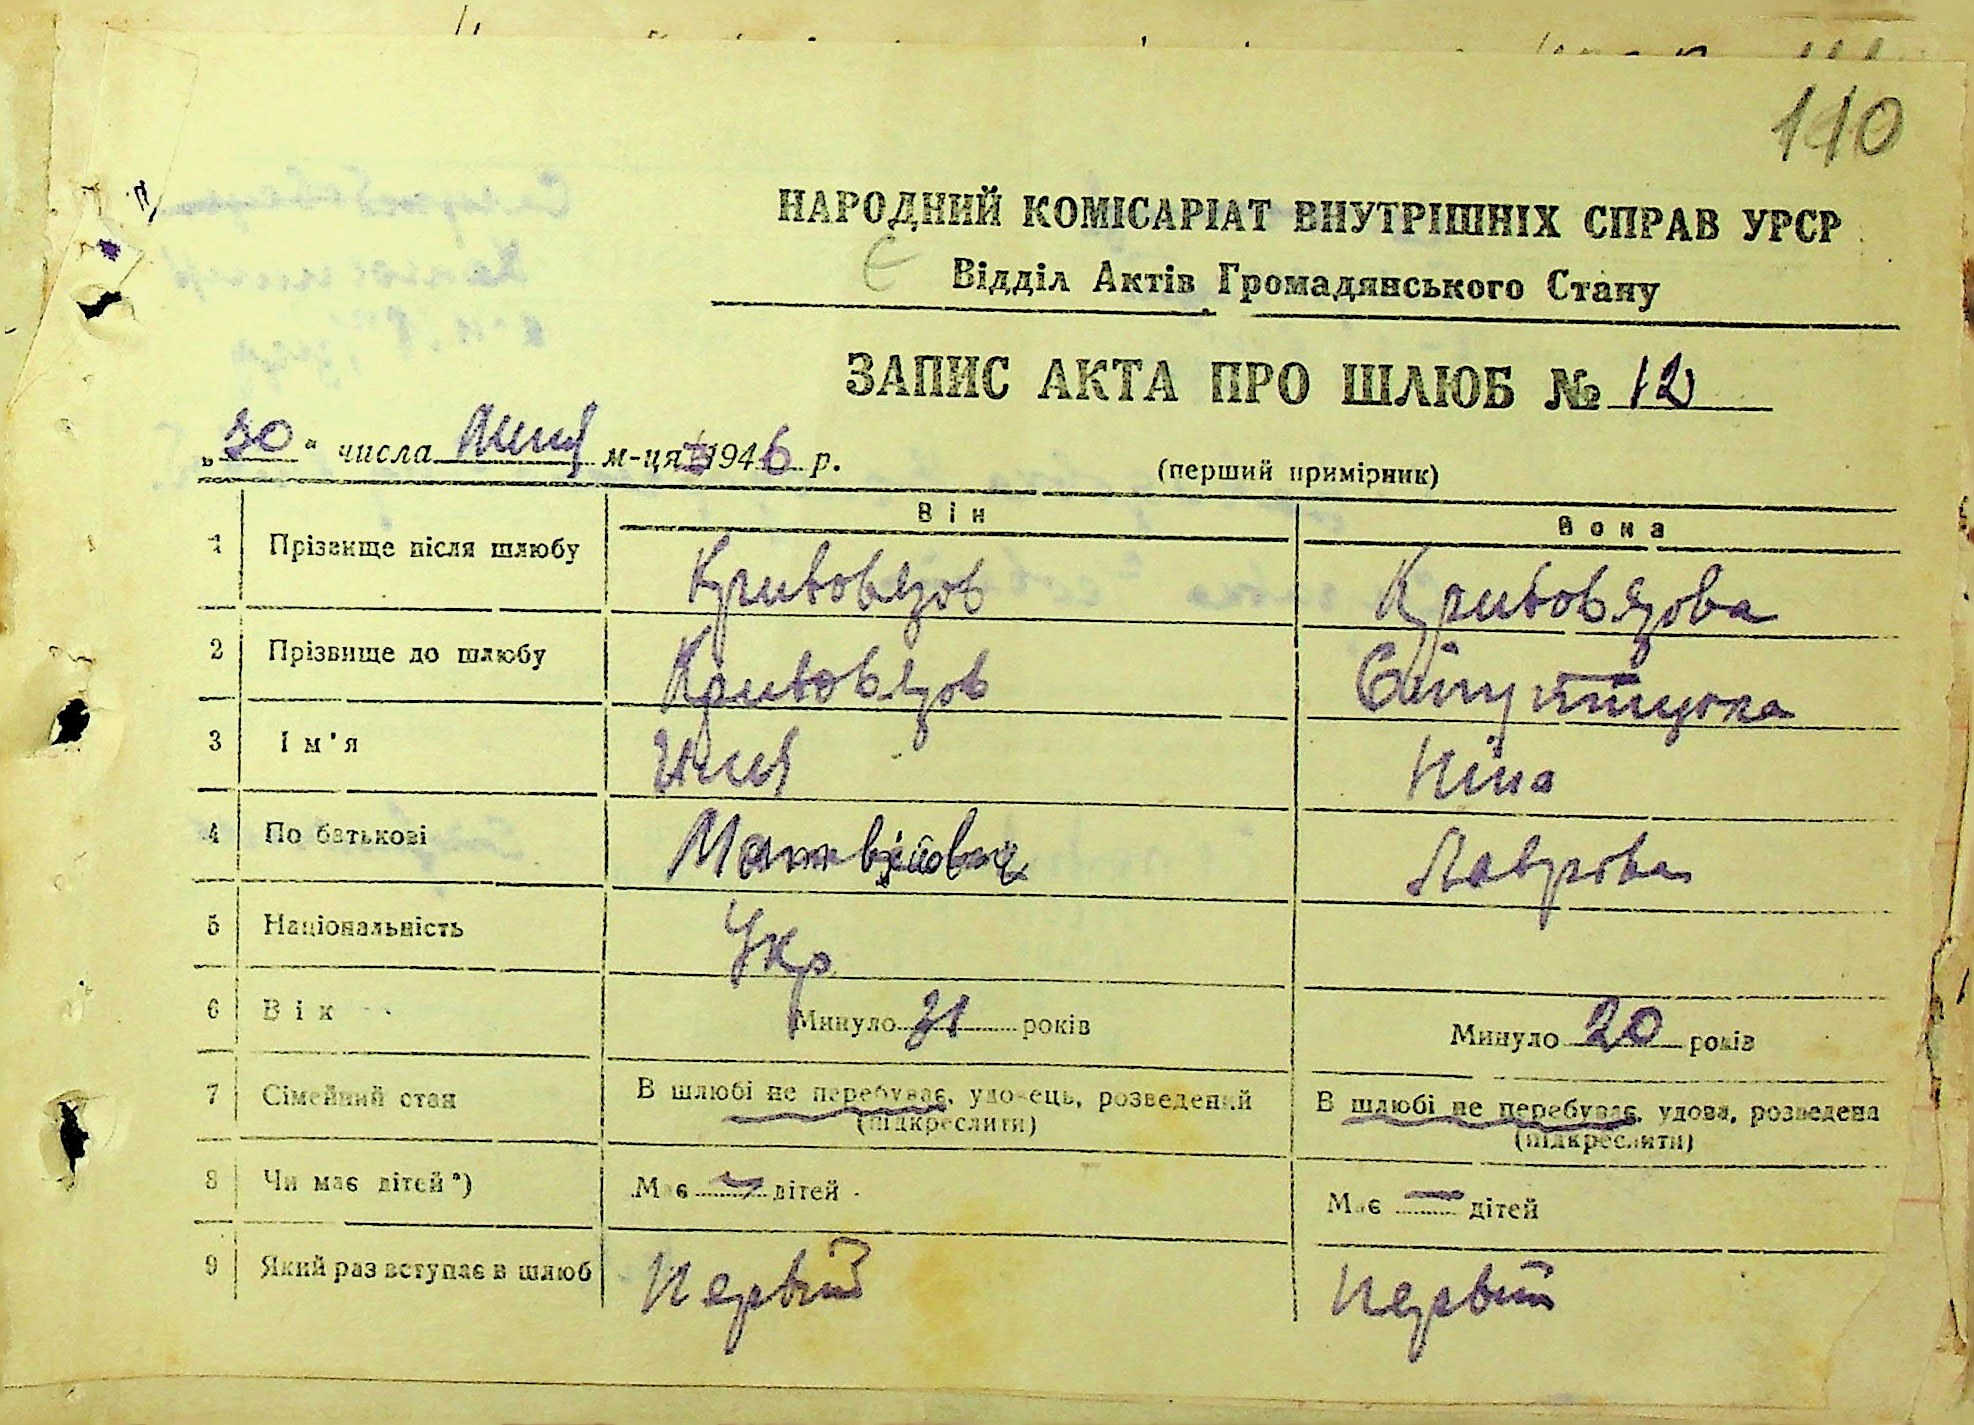 110
НАРОДНИЙ КОМІСАРІАТ ВНУТРІШНІХ СПРАВ УРСР
Відділ Актів Громадянського Стану
ЗАПИС АКТА ПРО ШЛЮБ № 12
„30“ числа м-ця 1946 р.
(перший примірник)
Він Вона
1 Прізвище після шлюбу Кривовязов Кривовязова
2 Прізвище до шлюбу Кривовязов
3 Ім'я Илья Ніна
4 По батькові Матвійович Лаврова
5 Національність Укр
6 Вік Минуло 21 років Минуло 20 років
7 Сімейний стан В шлюбі не перебуває, удовець, розведений В шлюбі не перебуває, удова, розведена
(підкреслити) (підкреслити)
8 Чи має дітей*) Має — дітей Має — дітей
9 Який раз вступає в шлюб Первый Первый